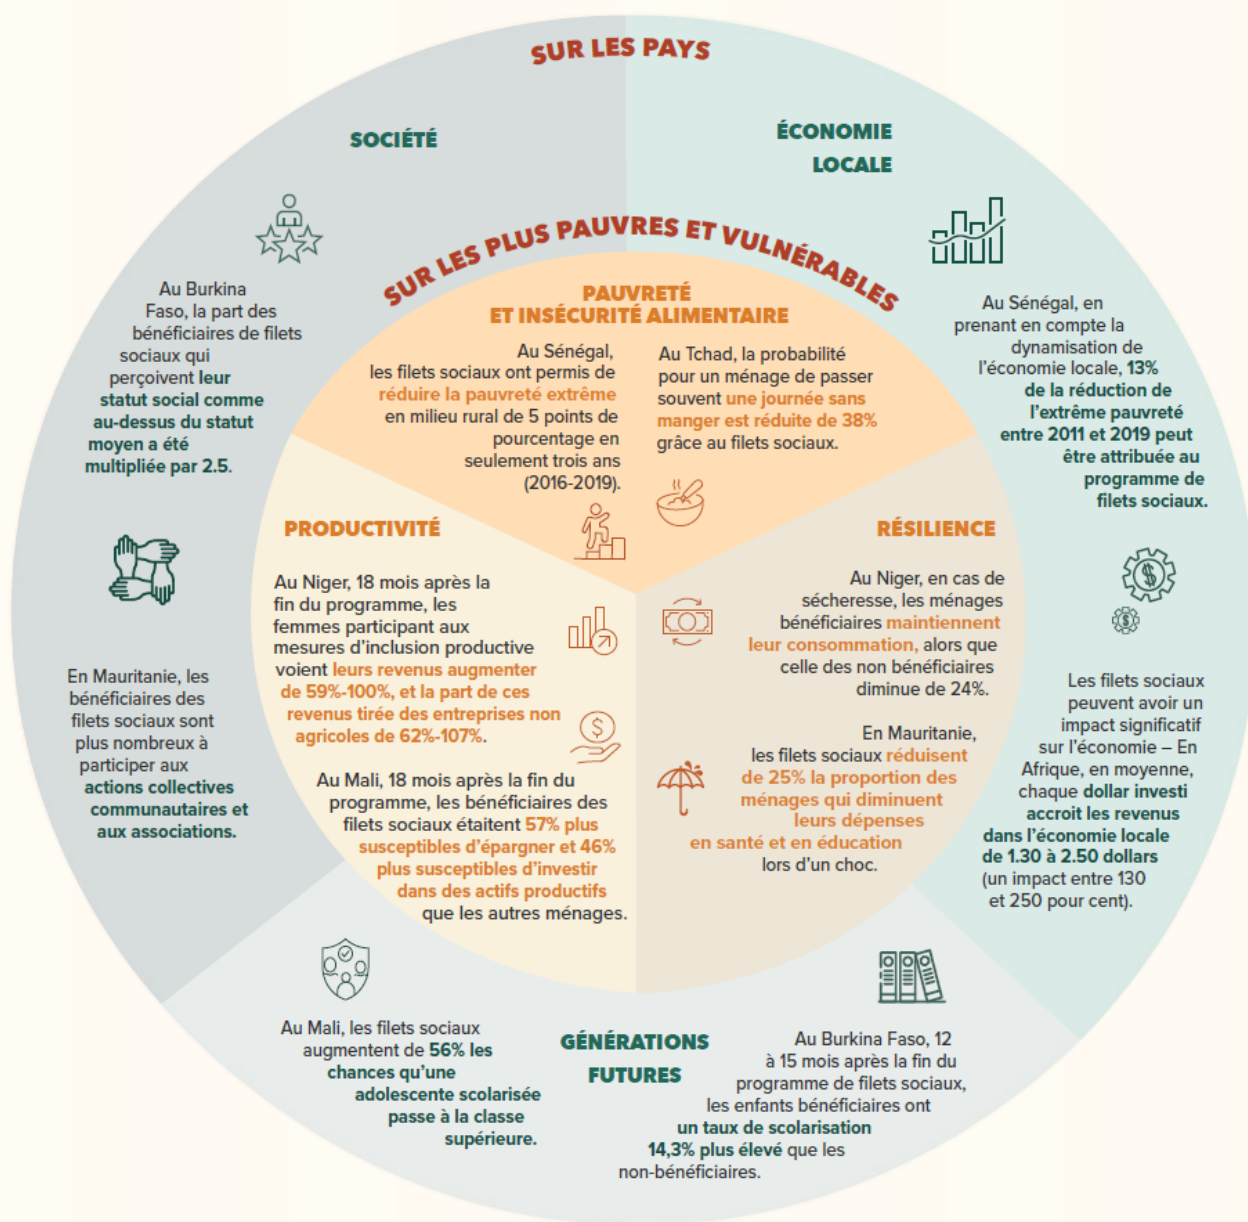 SUR LES PAYS
SOCIÉTÉ
Au Burkina
Faso, la part des
bénéficiaires de filets
sociaux qui
perçoivent leur
statut social comme
au-dessus du statut
moyen a été
multipliée par 2.5.
En Mauritanie, les
bénéficiaires des
filets sociaux sont
plus nombreux à
participer aux
actions collectives
communautaires et
aux associations.
ÉCONOMIE
LOCALE
Au Sénégal, en
prenant en compte la
dynamisation de
l'économie locale, 13%
de la réduction de
l'extrême pauvreté
entre 2011 et 2019 peut
être attribuée au
programme de
filets sociaux.
Les filets sociaux
peuvent avoir un
impact significatif
sur l'économie – En
Afrique, en moyenne,
chaque dollar investi
accroit les revenus
dans l'économie locale
de 1.30 à 2.50 dollars
(un impact entre 130
et 250 pour cent).
SUR LES PLUS PAUVRES ET VULNÉRABLES
PAUVRETÉ
ET INSÉCURITÉ ALIMENTAIRE
Au Sénégal,
les filets sociaux ont permis de
réduire la pauvreté extrême
en milieu rural de 5 points de
pourcentage en
seulement trois ans
(2016-2019).
Au Tchad, la probabilité
pour un ménage de passer
souvent une journée sans
manger est réduite de 38%
grâce au filets sociaux.
PRODUCTIVITÉ
Au Niger, 18 mois après la
fin du programme, les
femmes participant aux
mesures d'inclusion productive
voient leurs revenus augmenter
de 59%-100%, et la part de ces
revenus tirée des entreprises non
agricoles de 62%-107%.
Au Mali, 18 mois après la fin du
programme, les bénéficiaires des
filets sociaux étaitent 57% plus
susceptibles d'épargner et 46%
plus susceptibles d'investir
dans des actifs productifs
que les autres ménages.
RÉSILIENCE
Au Niger, en cas de
sécheresse, les ménages
bénéficiaires maintiennent
leur consommation, alors que
celle des non bénéficiaires
diminue de 24%.
En Mauritanie,
les filets sociaux réduisent
de 25% la proportion des
ménages qui diminuent
leurs dépenses
en santé et en éducation
lors d'un choc.
GÉNÉRATIONS
FUTURES
Au Mali, les filets sociaux
augmentent de 56% les
chances qu'une
adolescente scolarisée
passe à la classe
supérieure.
Au Burkina Faso, 12
à 15 mois après la fin du
programme de filets sociaux,
les enfants bénéficiaires ont
un taux de scolarisation
14,3% plus élevé que les
non-bénéficiaires.